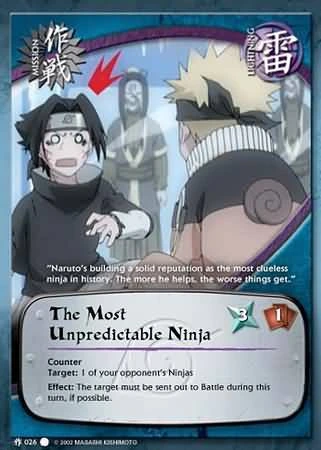 MISSION
作戦
LIGHTNING
雷
"Naruto's building a solid reputation as the most clueless
ninja in history. The more he helps, the worse things get."
The Most
Unpredictable Ninja
3
1
Counter
Target: 1 of your opponent's Ninjas
Effect: The target must be sent out to Battle during this
turn, if possible.
026
© 2002 MASASHI KISHIMOTO